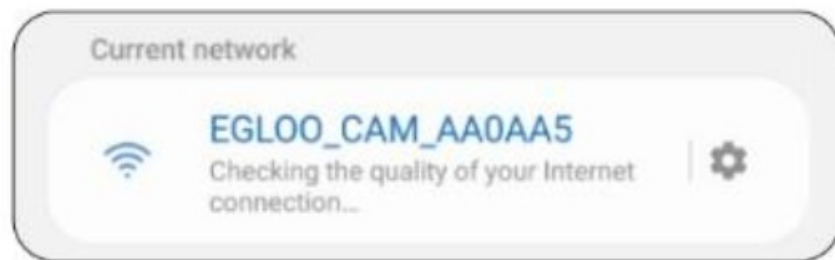 Current network
EGLOO_CAM_AA0AA5
Checking the quality of your Internet
connection...